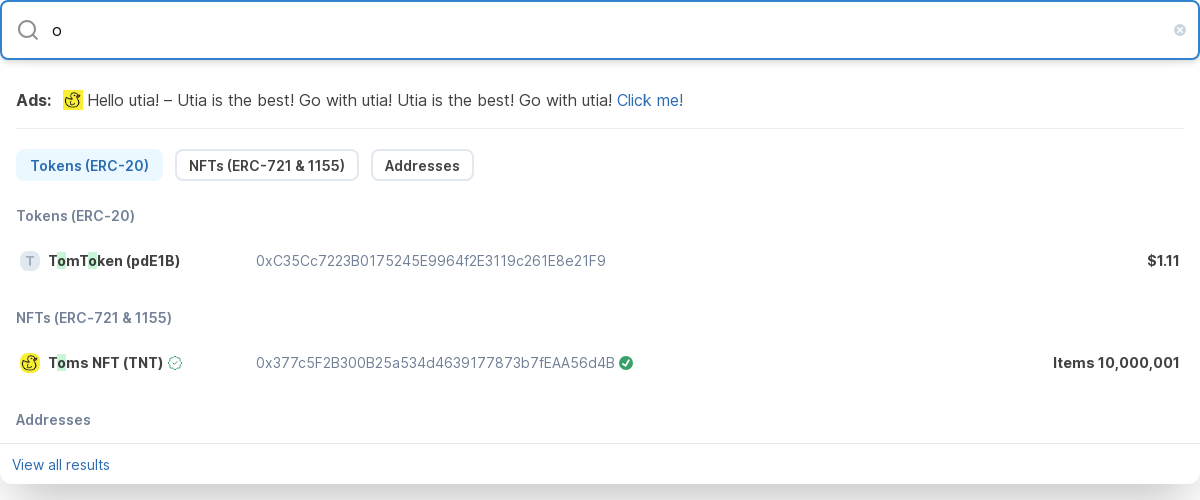 o
Ads: Hello utia! – Utia is the best! Go with utia! Utia is the best! Go with utia! Click me!
Tokens (ERC-20) NFTs (ERC-721 & 1155) Addresses
Tokens (ERC-20)
T TomToken (pdE1B) 0xC35Cc7223B0175245E9964f2E3119c261E8e21F9 $1.11
NFTs (ERC-721 & 1155)
Toms NFT (TNT) 0x377c5F2B300B25a534d4639177873b7fEAA56d4B Items 10,000,001
Addresses
View all results